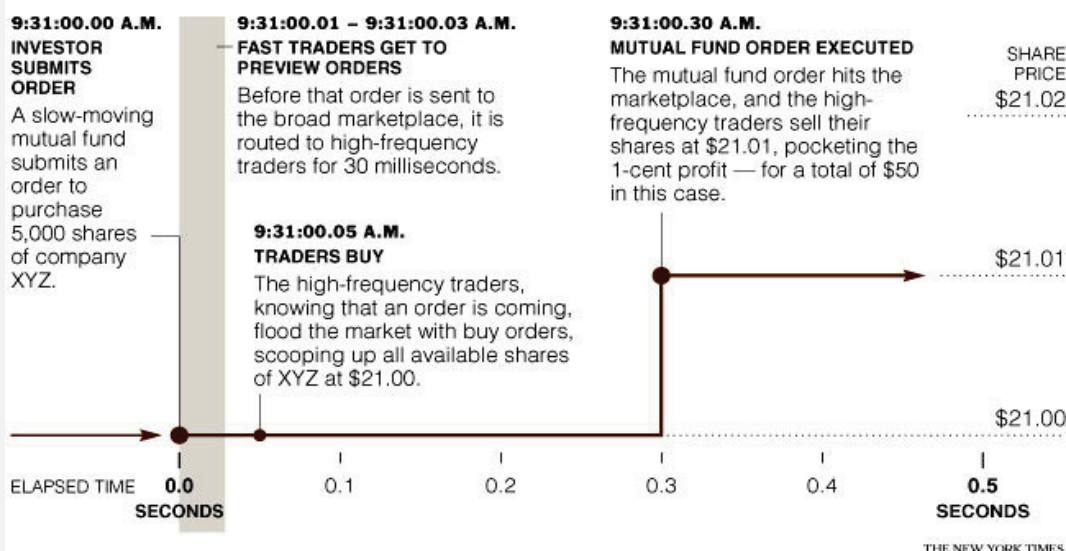 9:31:00.00 A.M.
INVESTOR
SUBMITS
ORDER
A slow-moving
mutual fund
submits an
order to
purchase
5,000 shares
of company
XYZ.
9:31:00.01 – 9:31:00.03 A.M.
FAST TRADERS GET TO
PREVIEW ORDERS
Before that order is sent to
the broad marketplace, it is
routed to high-frequency
traders for 30 milliseconds.
9:31:00.05 A.M.
TRADERS BUY
The high-frequency traders,
knowing that an order is coming,
flood the market with buy orders,
scooping up all available shares
of XYZ at $21.00.
9:31:00.30 A.M.
MUTUAL FUND ORDER EXECUTED
The mutual fund order hits the
marketplace, and the high-
frequency traders sell their
shares at $21.01, pocketing the
1-cent profit — for a total of $50
in this case.
SHARE
PRICE
$21.02
$21.01
$21.00
ELAPSED TIME 0.0 0.1 0.2 0.3 0.4 0.5
SECONDS SECONDS
THE NEW YORK TIMES